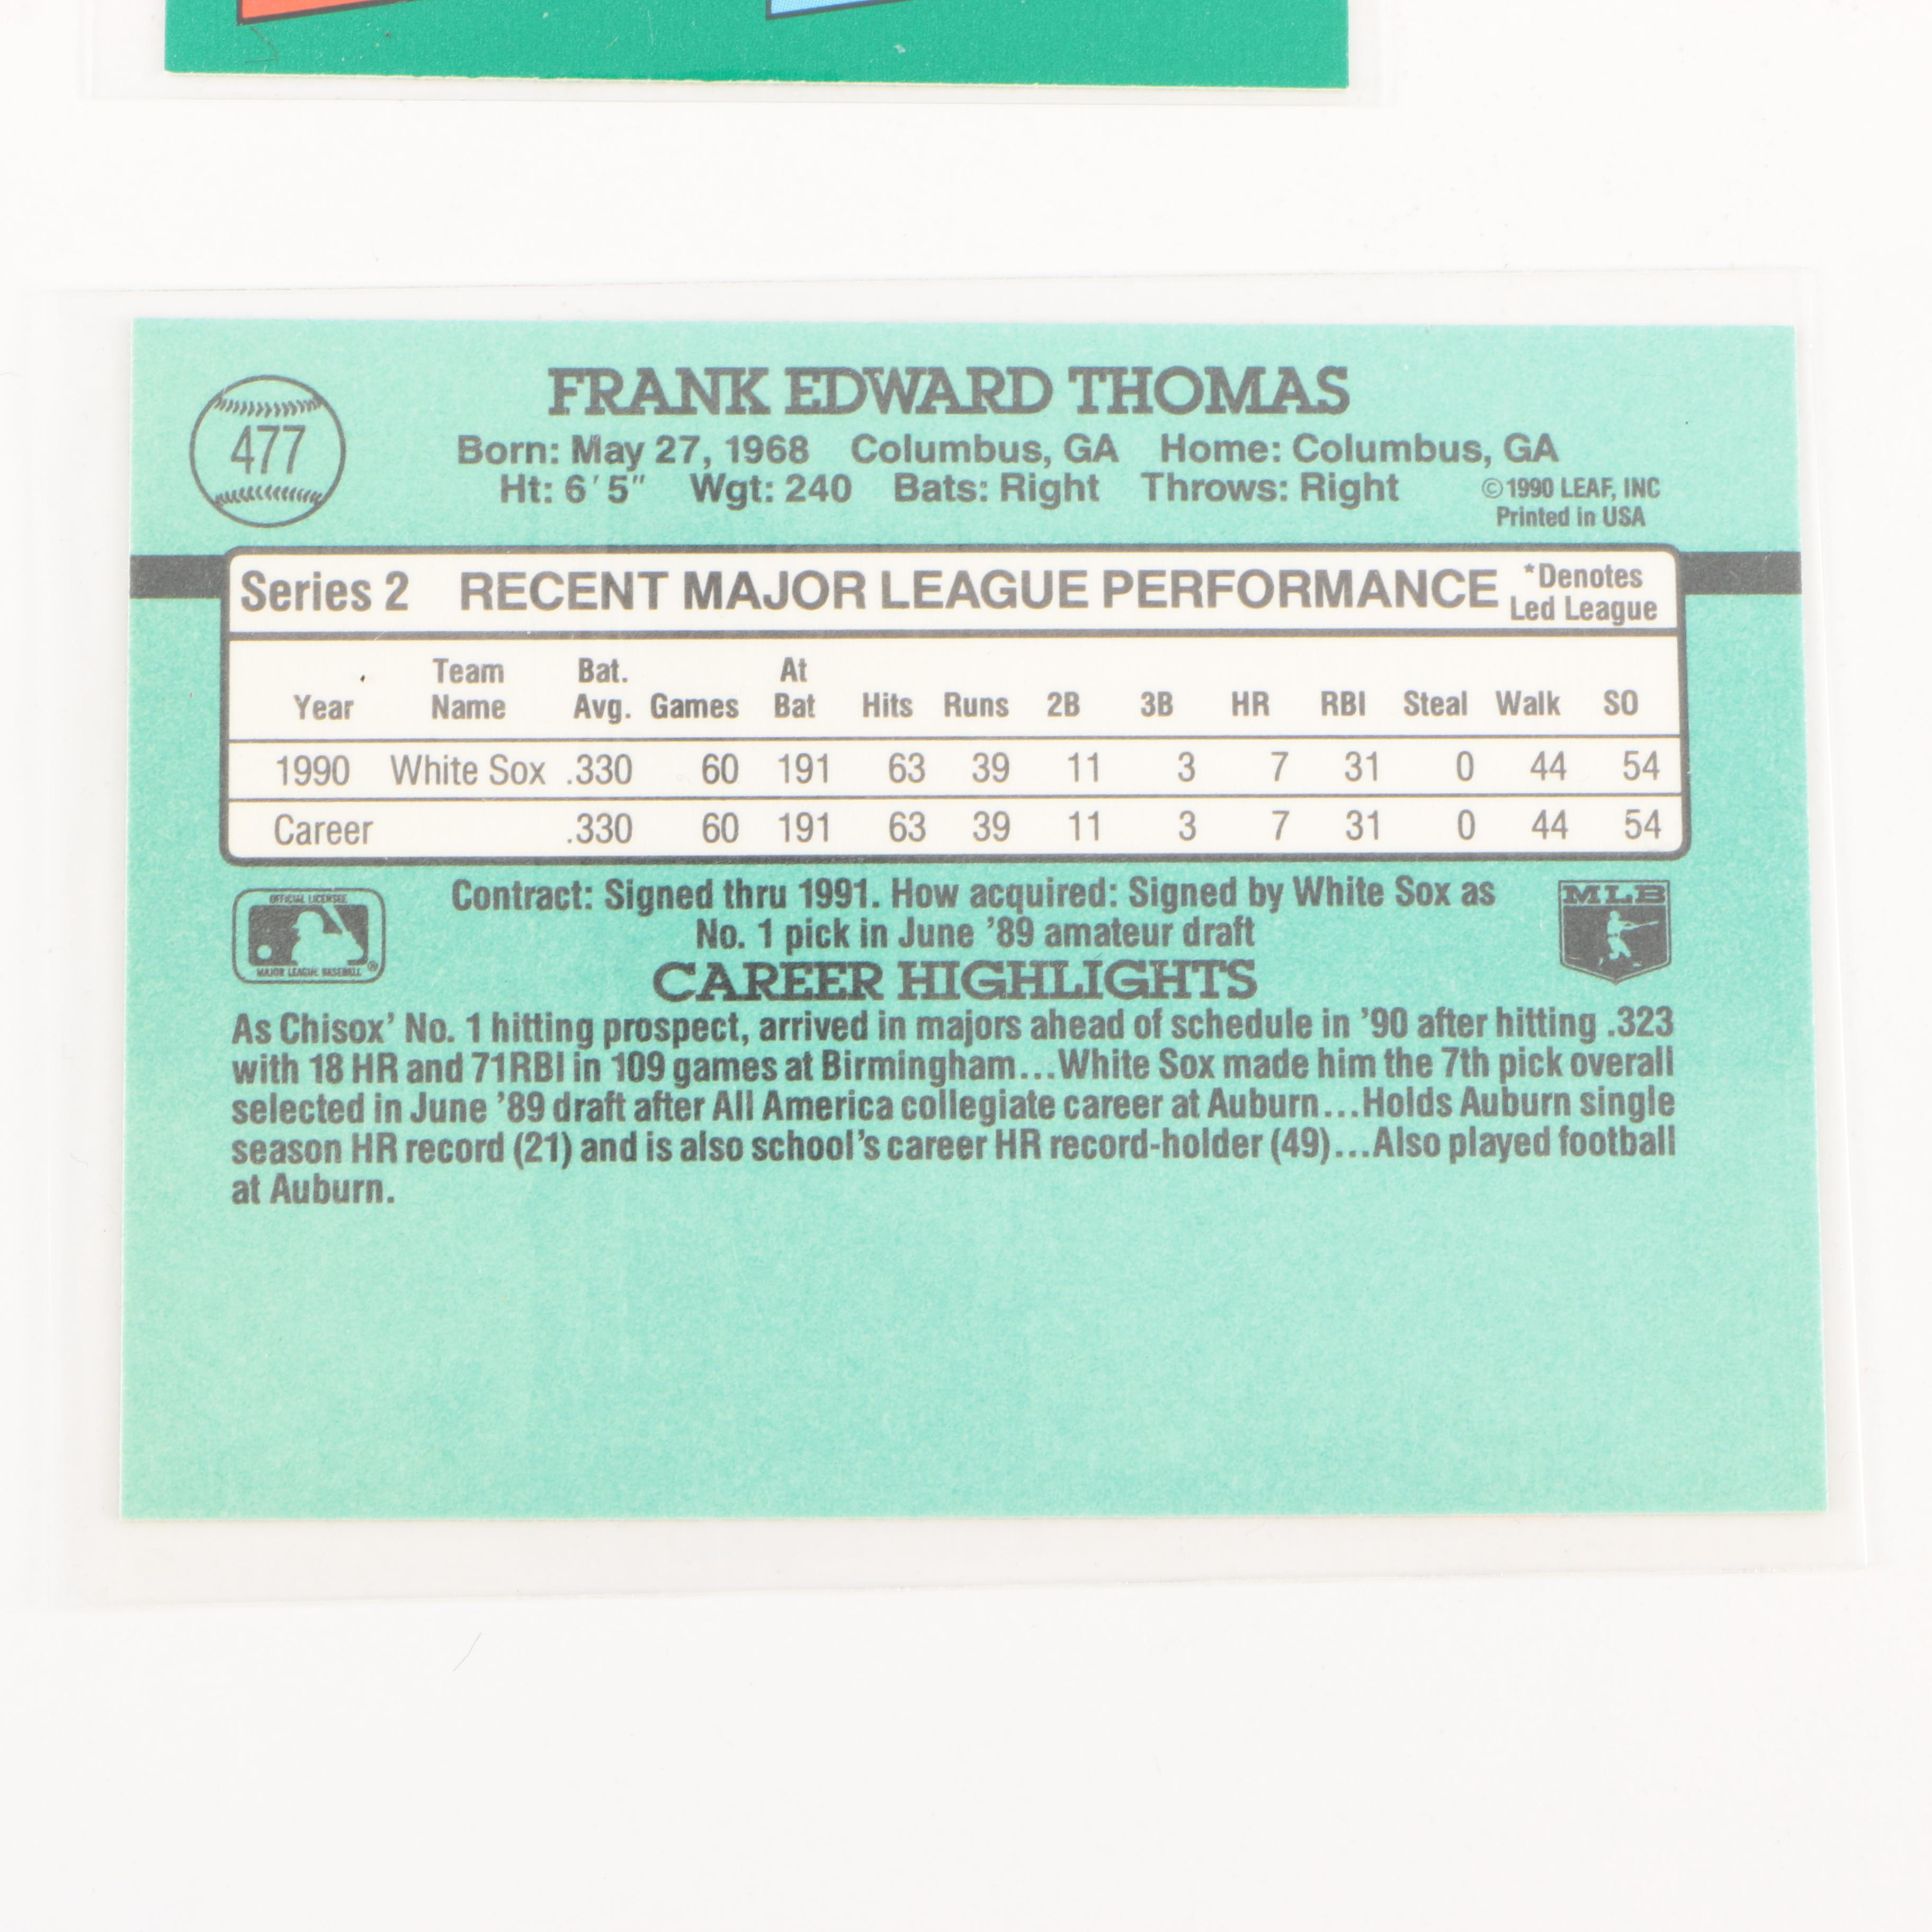 477
FRANK EDWARD THOMAS
Born: May 27, 1968 Columbus, GA Home: Columbus, GA
Ht: 6'5" Wgt: 240 Bats: Right Throws: Right
©1990 LEAF, INC
Printed in USA
Series 2 RECENT MAJOR LEAGUE PERFORMANCE *Denotes Led League
Year Team Name Bat. Avg. Games At Bat Hits Runs 2B 3B HR RBI Steal Walk SO
1990 White Sox .330 60 191 63 39 11 3 7 31 0 44 54
Career .330 60 191 63 39 11 3 7 31 0 44 54
OFFICIAL LICENSEE
MAJOR LEAGUE BASEBALL ®
Contract: Signed thru 1991. How acquired: Signed by White Sox as
No. 1 pick in June '89 amateur draft
MLB
CAREER HIGHLIGHTS
As Chisox' No. 1 hitting prospect, arrived in majors ahead of schedule in '90 after hitting .323
with 18 HR and 71 RBI in 109 games at Birmingham...White Sox made him the 7th pick overall
selected in June '89 draft after All America collegiate career at Auburn...Holds Auburn single
season HR record (21) and is also school's career HR record-holder (49)...Also played football
at Auburn.